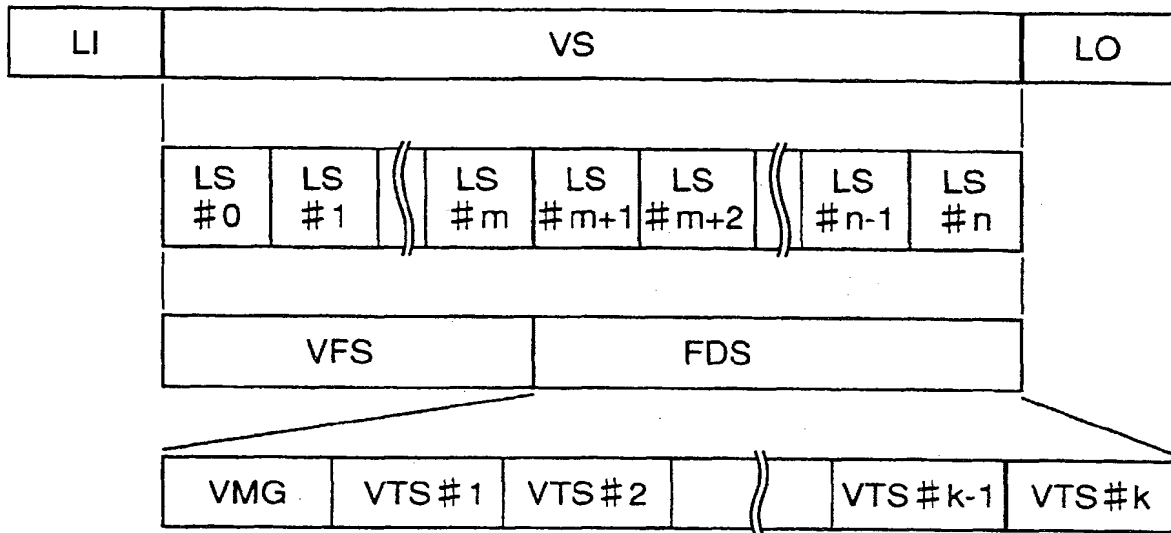 LI VS LO
LS #0 LS #1 LS #m LS #m+1 LS #m+2 LS #n-1 LS #n
VFS FDS
VMG VTS#1 VTS#2 VTS#k-1 VTS#k